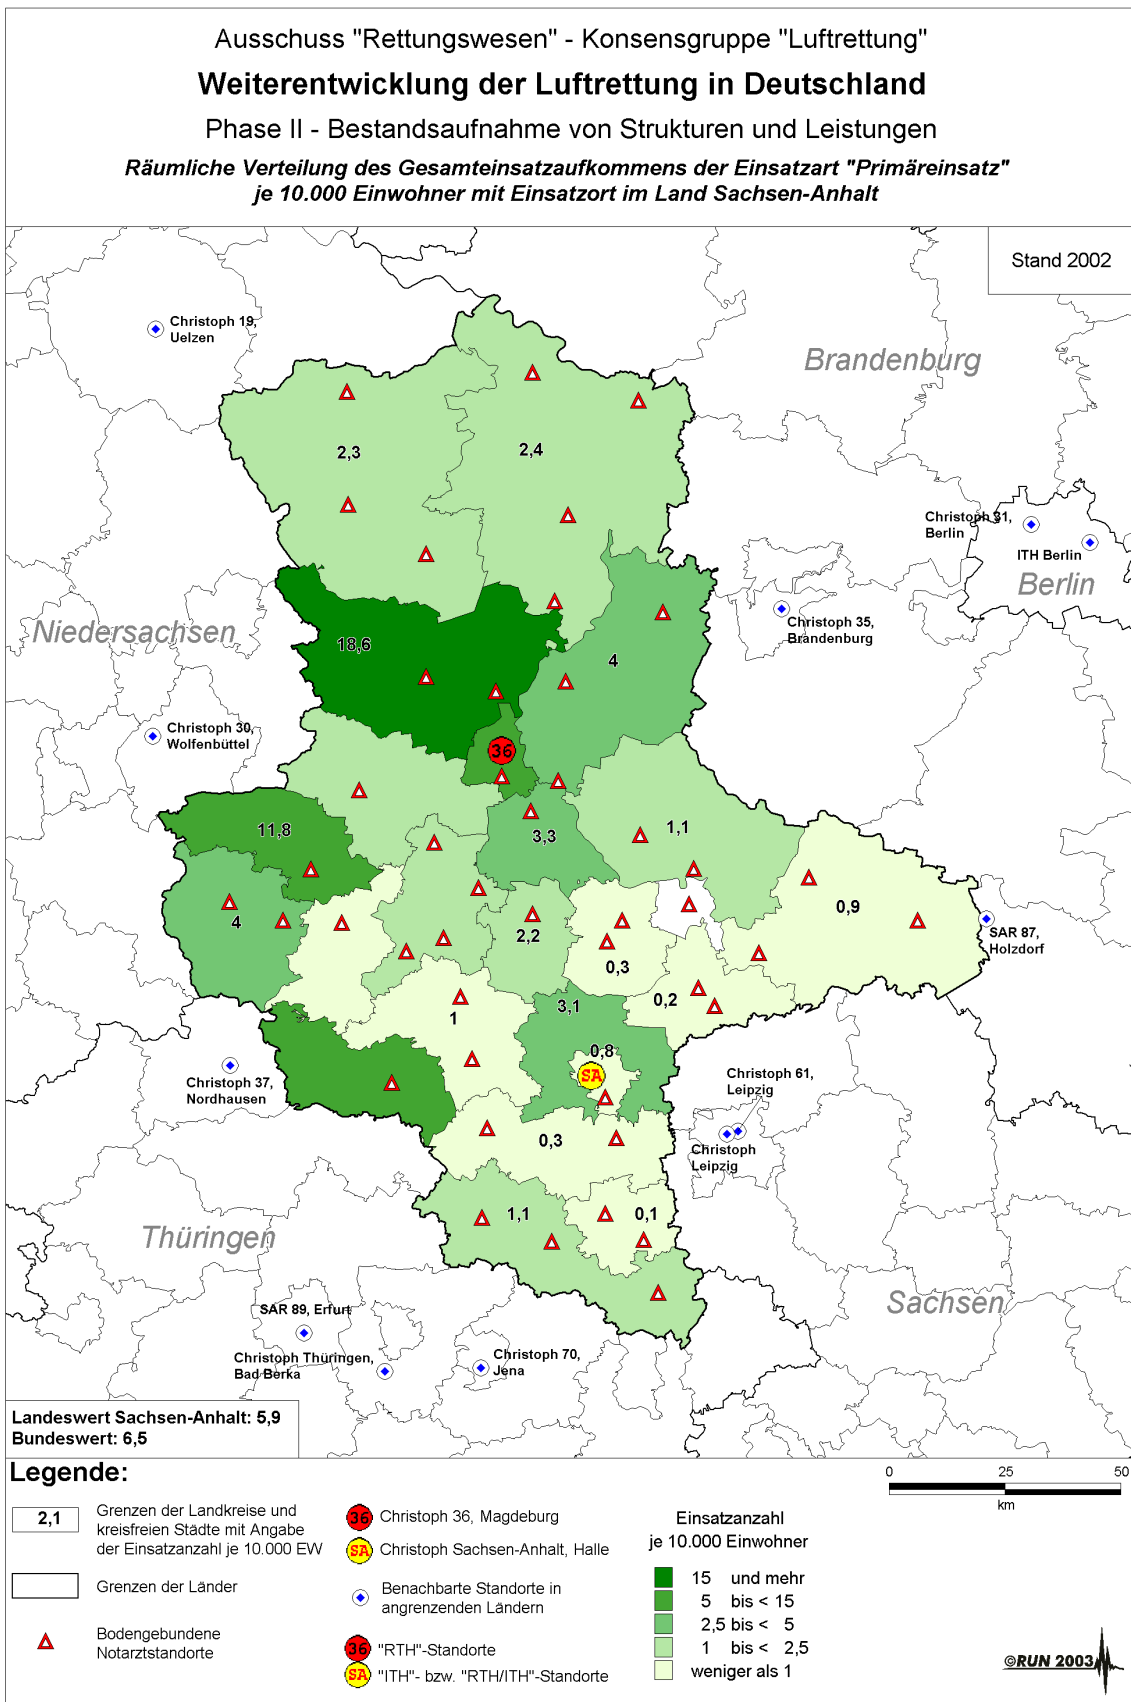 Ausschuss "Rettungswesen" - Konsensgruppe "Luftrettung"
Weiterentwicklung der Luftrettung in Deutschland
Phase II - Bestandsaufnahme von Strukturen und Leistungen
Räumliche Verteilung des Gesamteinsatzaufkommens der Einsatzart "Primäreinsatz"
je 10.000 Einwohner mit Einsatzort im Land Sachsen-Anhalt
Stand 2002
Christoph 19,
Uelzen
Brandenburg
2,3
2,4
Christoph 31,
Berlin
ITH Berlin
Berlin
Niedersachsen
Christoph 35,
Brandenburg
18,6
4
Christoph 30,
Wolfenbüttel
36
11,8
3,3
1,1
4
2,2
0,9
SAR 87,
Holzdorf
0,3
0,2
3,1
1
0,8
SA
Christoph 37,
Nordhausen
Christoph 61,
Leipzig
Christoph
Leipzig
0,3
1,1
0,1
Thüringen
Sachsen
SAR 89, Erfurt
Christoph Thüringen,
Bad Berka
Christoph 70,
Jena
Landeswert Sachsen-Anhalt: 5,9
Bundeswert: 6,5
Legende:
2,1
Grenzen der Landkreise und
kreisfreien Städte mit Angabe
der Einsatzanzahl je 10.000 EW
Grenzen der Länder
Bodengebundene
Notarztstandorte
36 Christoph 36, Magdeburg
SA Christoph Sachsen-Anhalt, Halle
Benachbarte Standorte in
angrenzenden Ländern
36 "RTH"-Standorte
SA "ITH"- bzw. "RTH/ITH"-Standorte
Einsatzanzahl
je 10.000 Einwohner
15 und mehr
5 bis < 15
2,5 bis < 5
1 bis < 2,5
weniger als 1
0 25 50
km
©RUN 2003